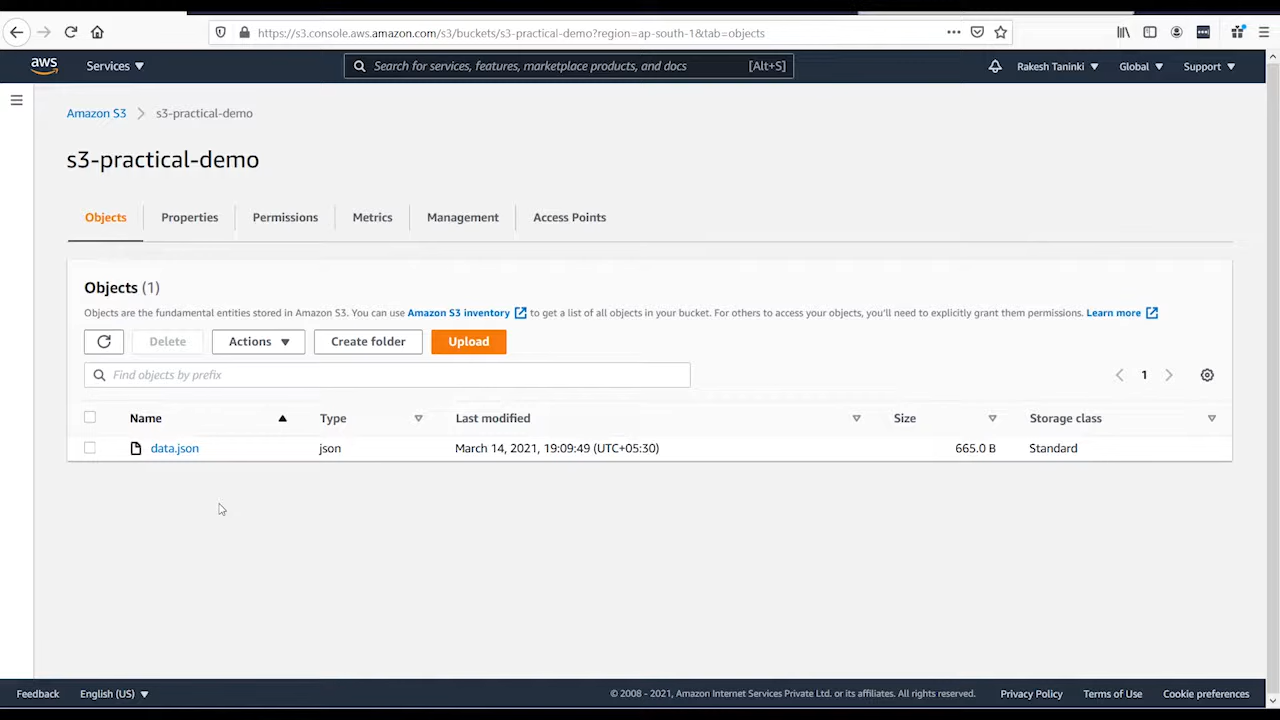 https://s3.console.aws.amazon.com/s3/buckets/s3-practical-demo?region=ap-south-1&tab=objects
aws Services Search for services, features, marketplace products, and docs [Alt+S] Rakesh Taninki Global Support
Amazon S3 s3-practical-demo
s3-practical-demo
Objects Properties Permissions Metrics Management Access Points
Objects (1)
Objects are the fundamental entities stored in Amazon S3. You can use Amazon S3 inventory to get a list of all objects in your bucket. For others to access your objects, you'll need to explicitly grant them permissions. Learn more
Delete Actions Create folder Upload
Find objects by prefix 1
Name Type Last modified Size Storage class
data.json json March 14, 2021, 19:09:49 (UTC+05:30) 665.0 B Standard
Feedback English (US) © 2008 - 2021, Amazon Internet Services Private Ltd. or its affiliates. All rights reserved. Privacy Policy Terms of Use Cookie preferences